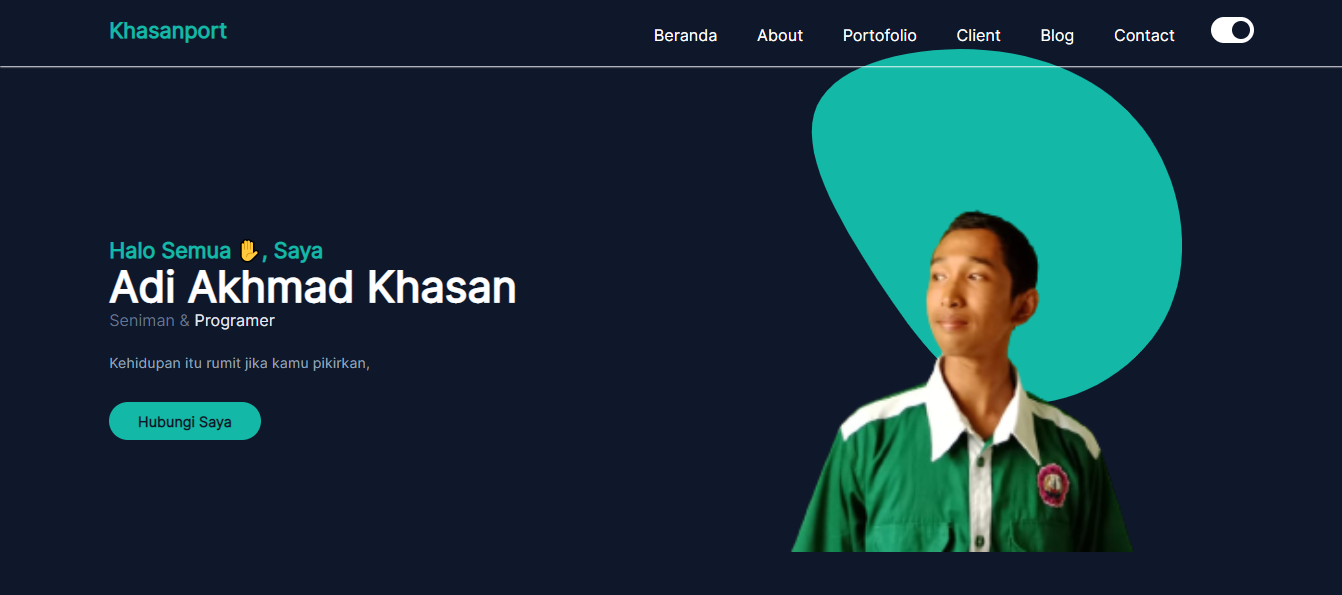 Khasanport
Beranda About Portofolio Client Blog Contact
Halo Semua ✋, Saya
Adi Akhmad Khasan
Seniman & Programer
Kehidupan itu rumit jika kamu pikirkan,
Hubungi Saya